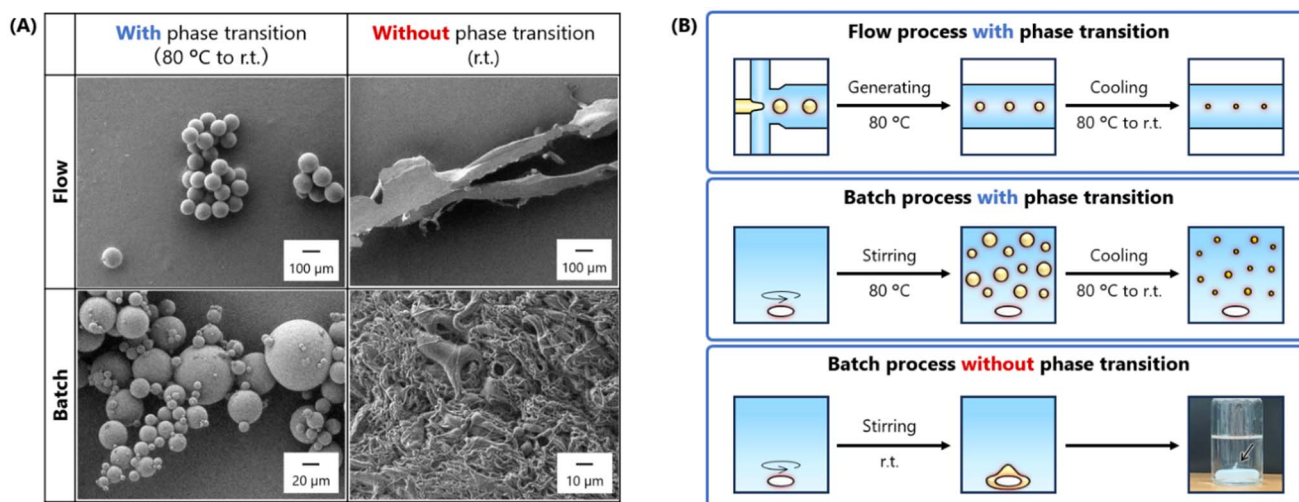 (A)
With phase transition
(80 °C to r.t.)
Without phase transition
(r.t.)
Flow
100 μm
100 μm
Batch
20 μm
10 μm
(B)
Flow process with phase transition
Generating
80 °C
Cooling
80 °C to r.t.
Batch process with phase transition
Stirring
80 °C
Cooling
80 °C to r.t.
Batch process without phase transition
Stirring
r.t.